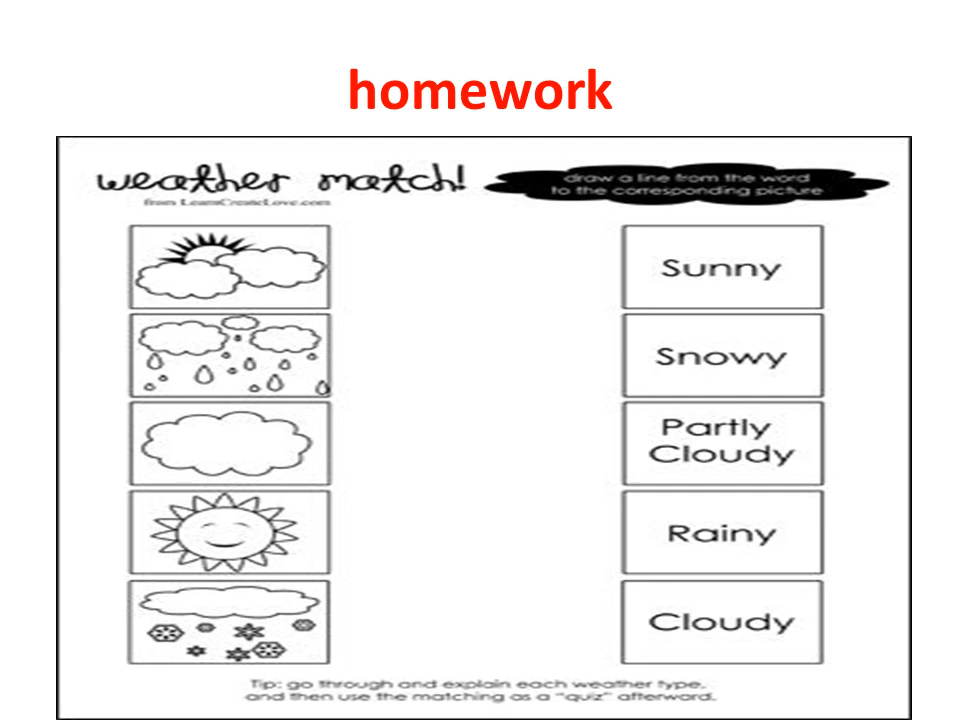 homework
weather match!
from LearnCreateLove.com
draw a line from the word
to the corresponding picture
Sunny
Snowy
Partly
Cloudy
Rainy
Cloudy
Tip: go through and explain each weather type,
and then use the matching as a "quiz" afterward.